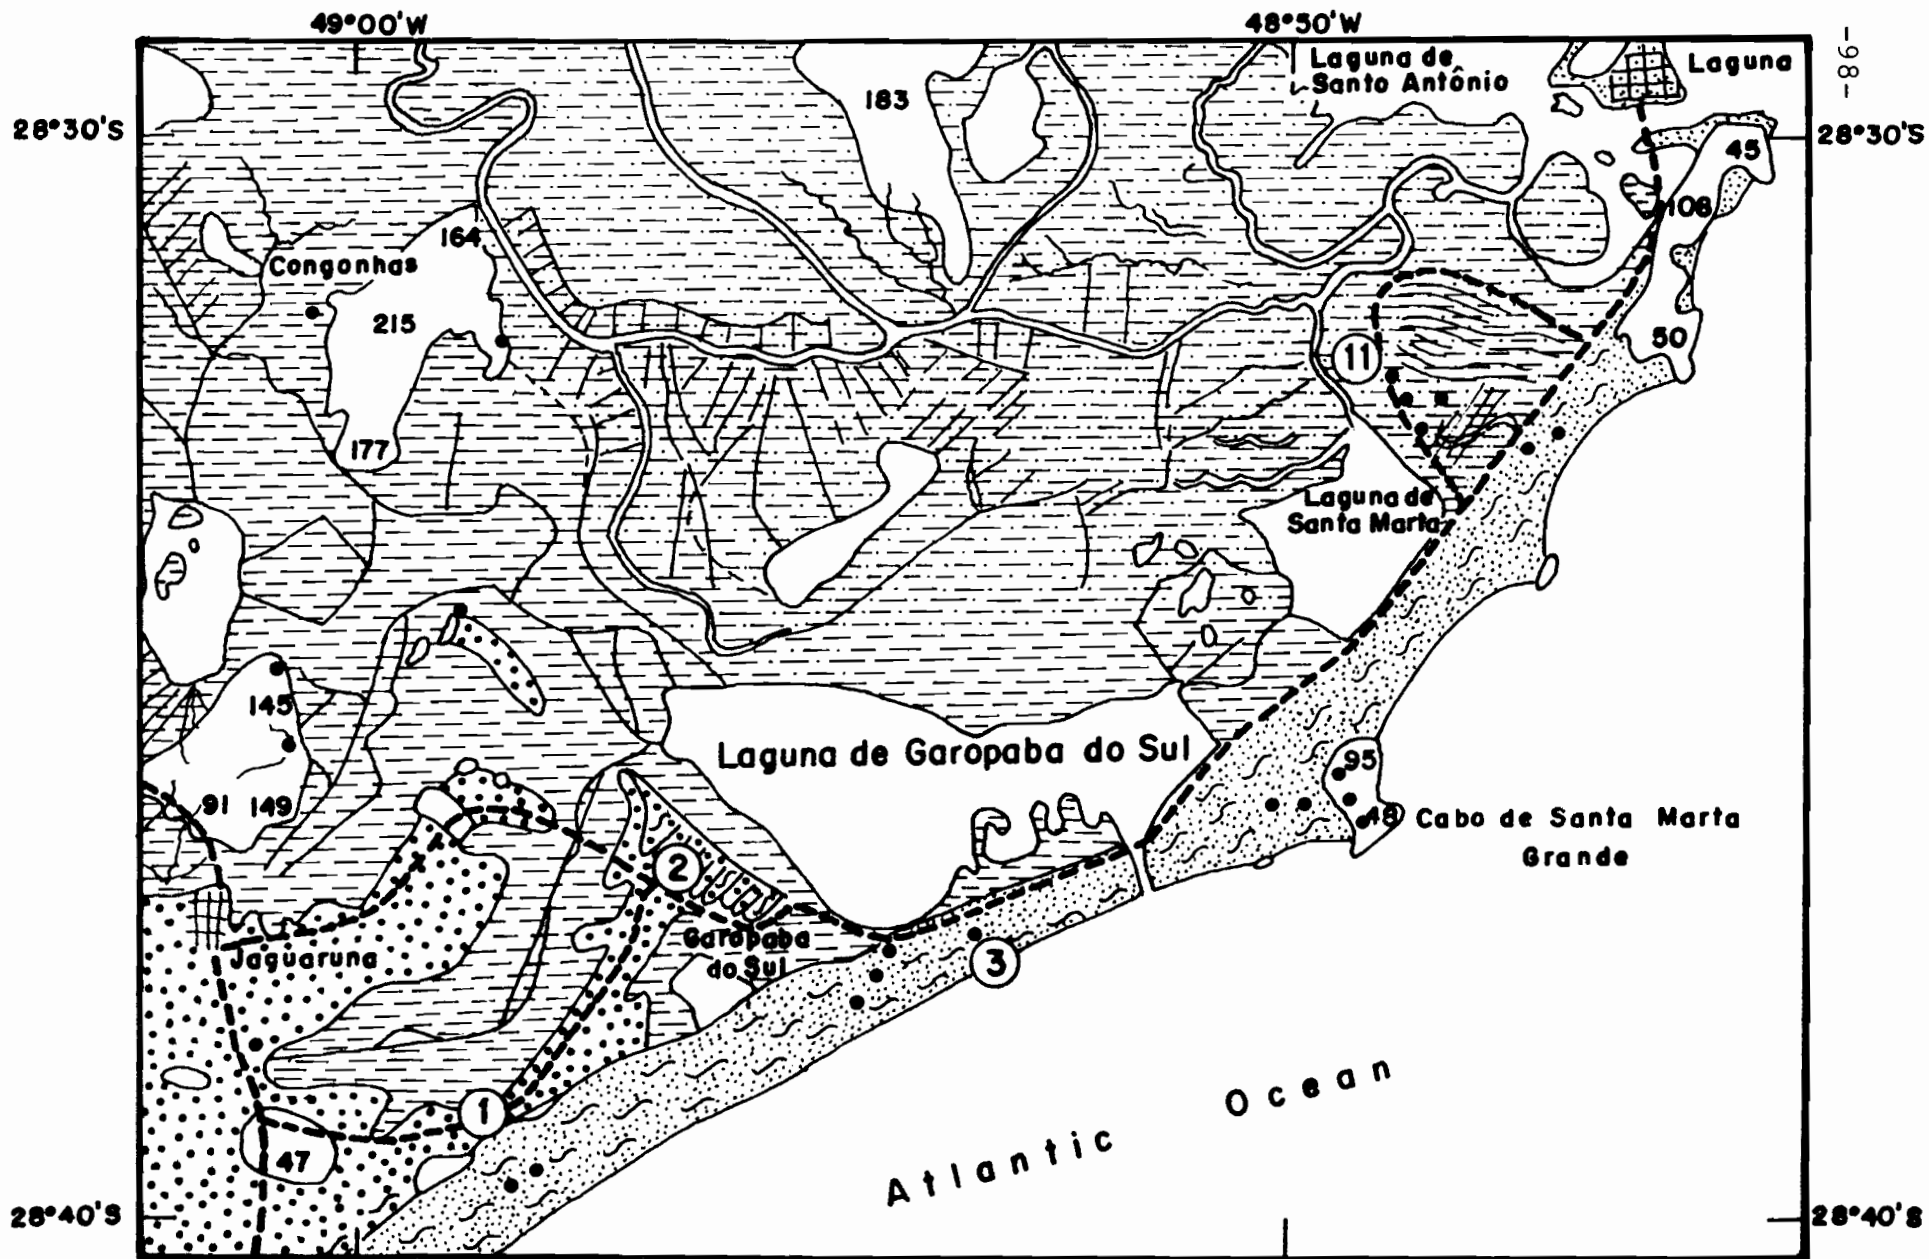 49°00'W
48°50'W
-98-
Laguna de
Santo Antônio
Laguna
183
28°30'S
28°30'S
45
108
164
Congonhas
215
50
11
177
Laguna de
Santa Marta
145
Laguna de Garopaba do Sul
95
91 149
48 Cabo de Santa Marta
Grande
2
Garopaba
do Sul
Jaguaruna
3
1
47
Atlantic Ocean
28°40'S
28°40'S